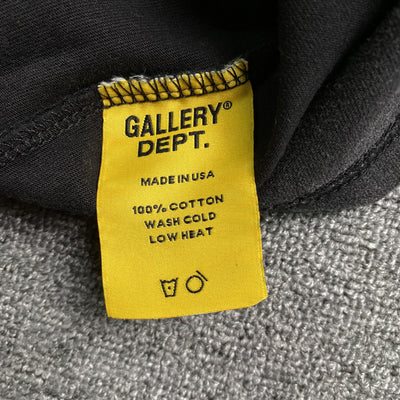 GALLERY®
DEPT.
MADE IN USA
100% COTTON
WASH COLD
LOW HEAT